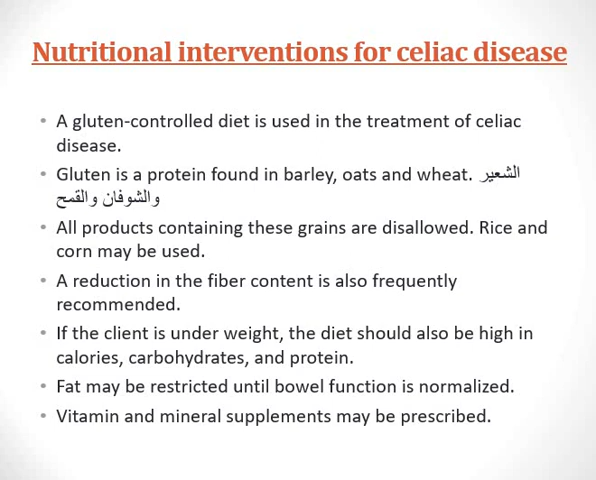 Nutritional interventions for celiac disease
• A gluten-controlled diet is used in the treatment of celiac
disease.
• Gluten is a protein found in barley, oats and wheat. الشعير
والشوفان والقمح
• All products containing these grains are disallowed. Rice and
corn may be used.
• A reduction in the fiber content is also frequently
recommended.
• If the client is under weight, the diet should also be high in
calories, carbohydrates, and protein.
• Fat may be restricted until bowel function is normalized.
• Vitamin and mineral supplements may be prescribed.